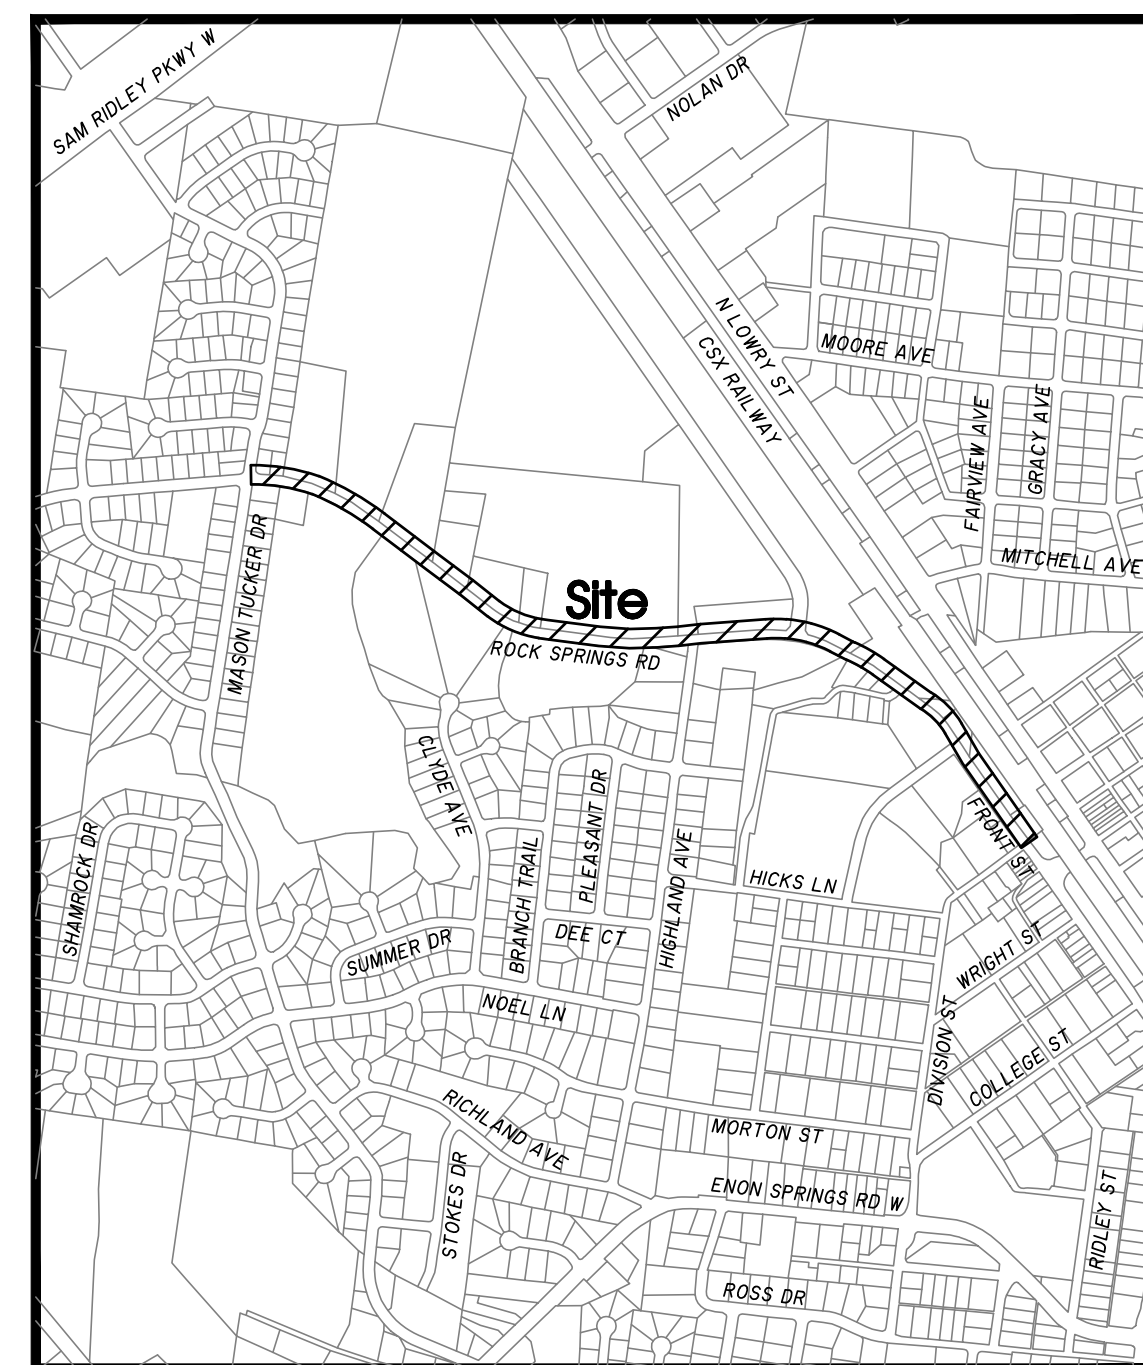 SAM RIDLEY PKWY W
NOLAN DR
N LOWRY ST
CSX RAILWAY
MOORE AVE
FAIRVIEW AVE
GRACY AVE
MITCHELL AVE
MASON TUCKER DR
Site
ROCK SPRINGS RD
CLYDE AVE
SHAMROCK DR
BRANCH TRAIL
PLEASANT DR
HIGHLAND AVE
FRONT ST
HICKS LN
SUMMER DR
DEE CT
WRIGHT ST
NOEL LN
DIVISION ST
COLLEGE ST
RICHLAND AVE
MORTON ST
STOKES DR
ENON SPRINGS RD W
RIDLEY ST
ROSS DR